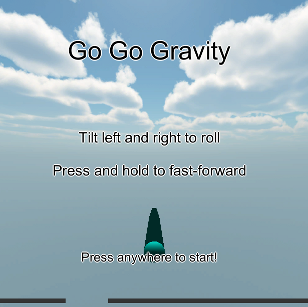 Go Go Gravity
Tilt left and right to roll
Press and hold to fast-forward
Press anywhere to start!